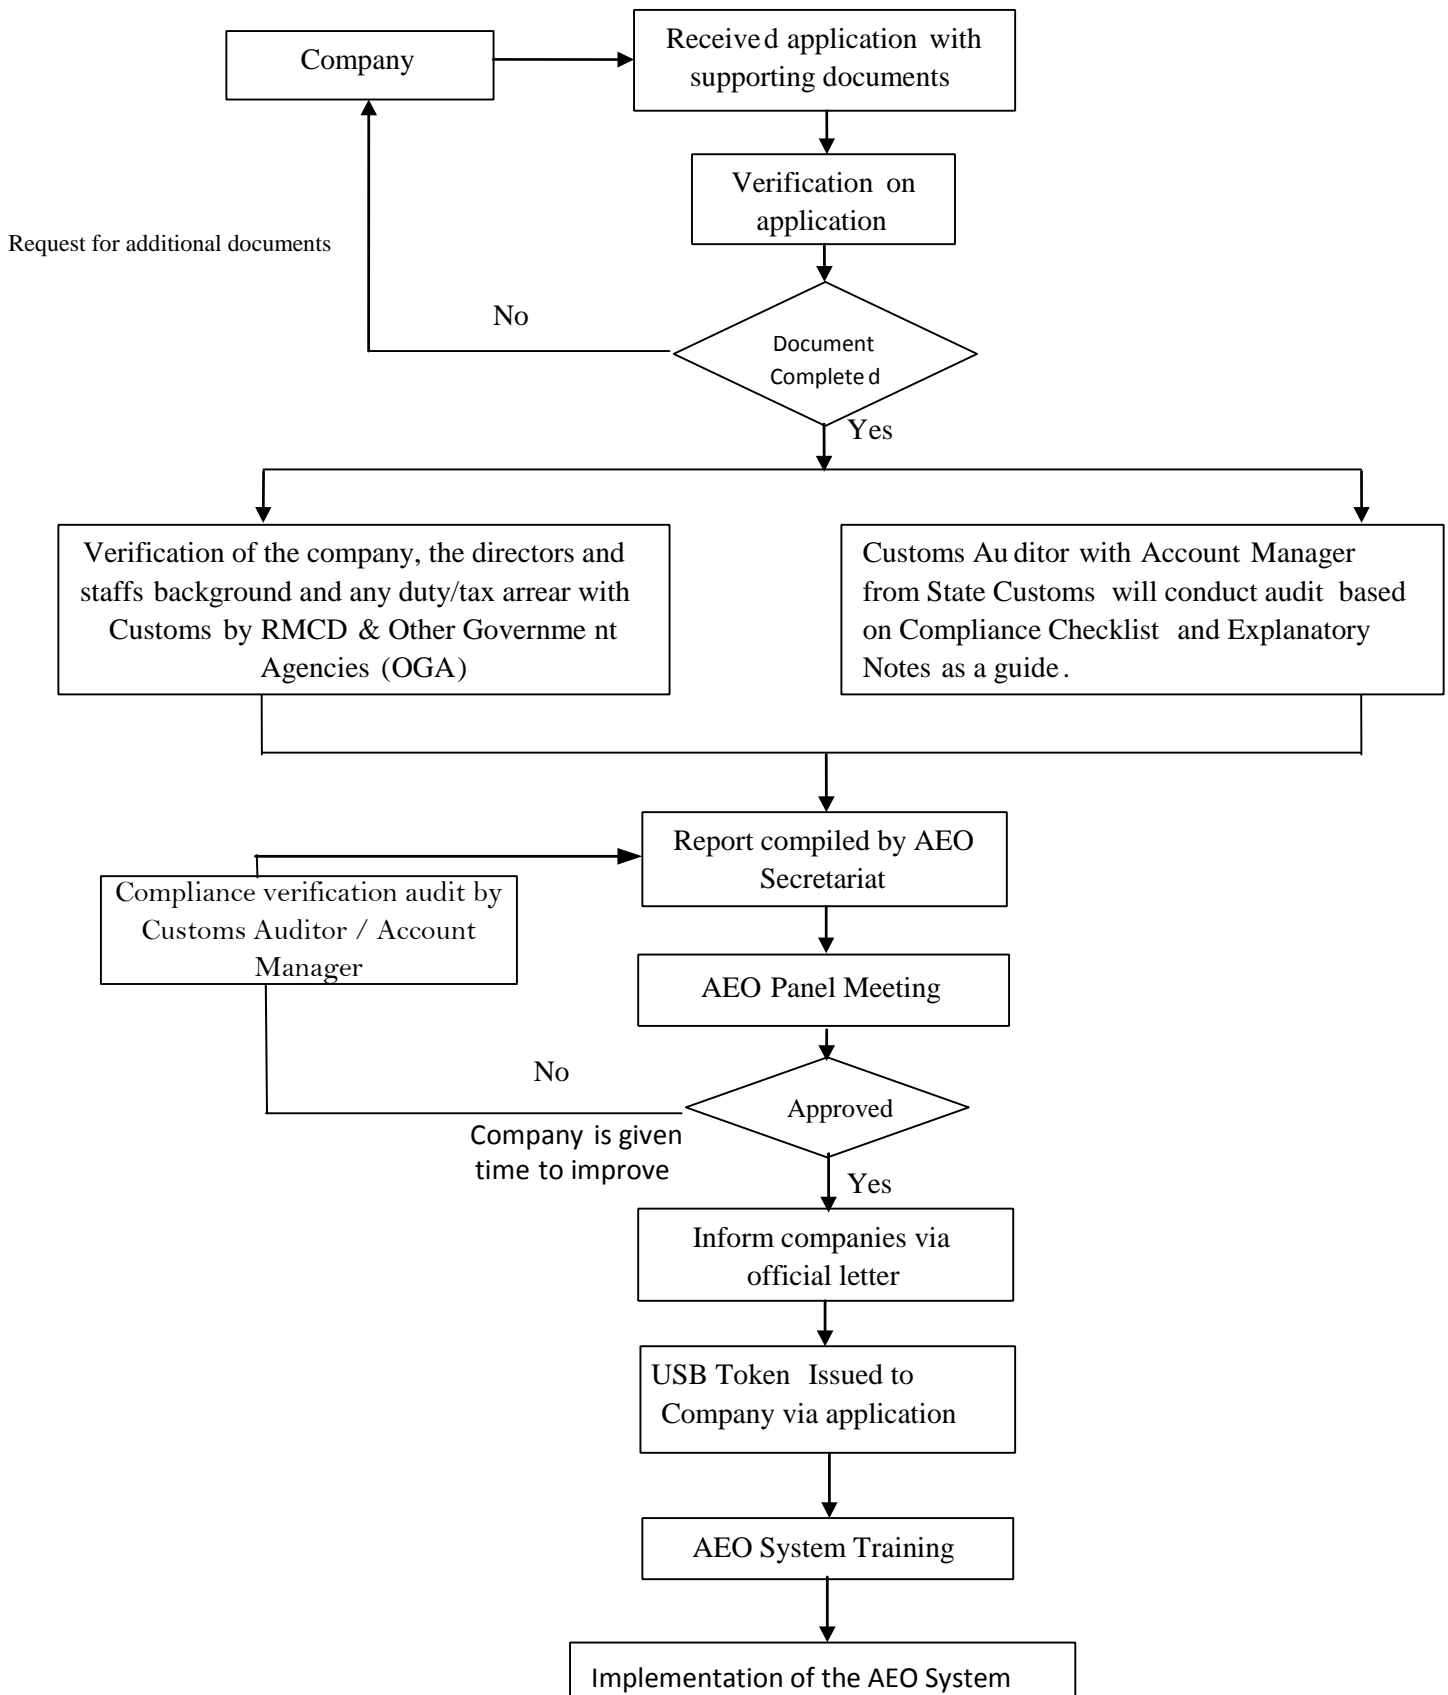 Company
Received application with
supporting documents
Verification on
application
Request for additional documents
No
Document
Completed
Yes
Verification of the company, the directors and
staffs background and any duty/tax arrear with
Customs by RMCD & Other Government
Agencies (OGA)
Customs Auditor with Account Manager
from State Customs will conduct audit based
on Compliance Checklist and Explanatory
Notes as a guide.
Report compiled by AEO
Secretariat
Compliance verification audit by
Customs Auditor / Account
Manager
AEO Panel Meeting
No
Approved
Company is given
time to improve
Yes
Inform companies via
official letter
USB Token Issued to
Company via application
AEO System Training
Implementation of the AEO System